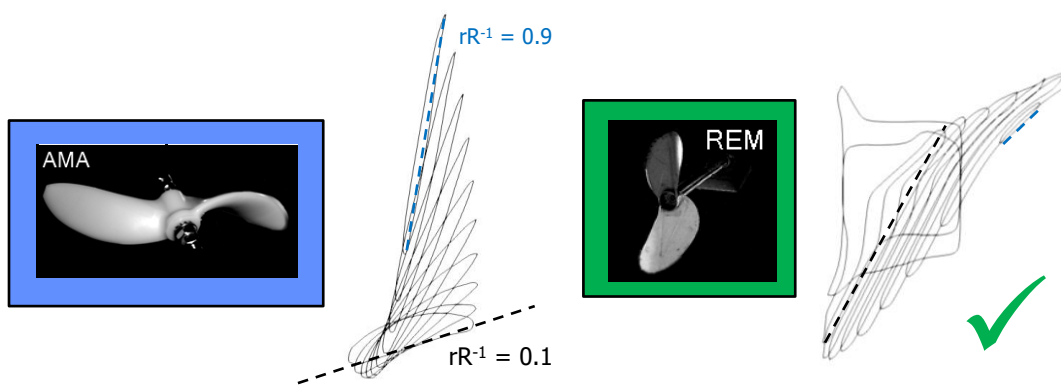 rR⁻¹ = 0.9
AMA
REM
rR⁻¹ = 0.1